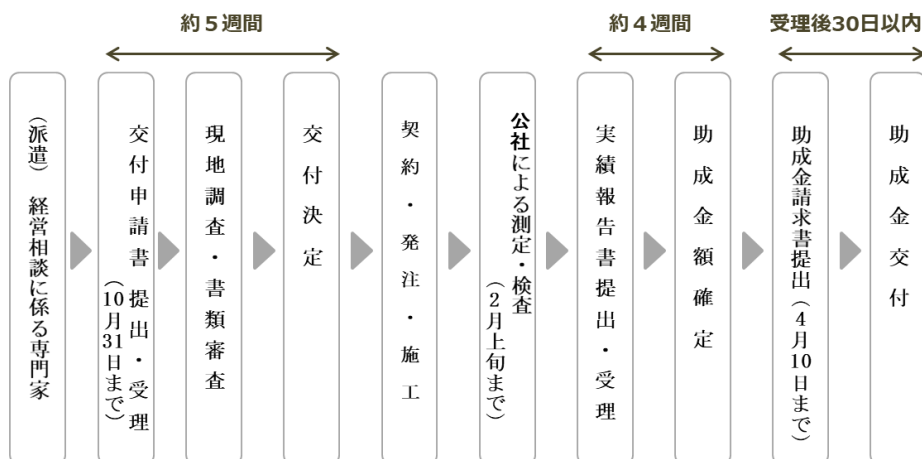 約５週間
約４週間
受理後30日以内
（派遣）　経営相談に係る専門家
交付申請書 提出・受理
（10月31日まで）
現地調査・書類審査
交付決定
契約・発注・施工
公社による測定・検査
（２月上旬まで）
実績報告書提出・受理
助成金額確定
助成金請求書提出（４月10日まで）
助成金交付